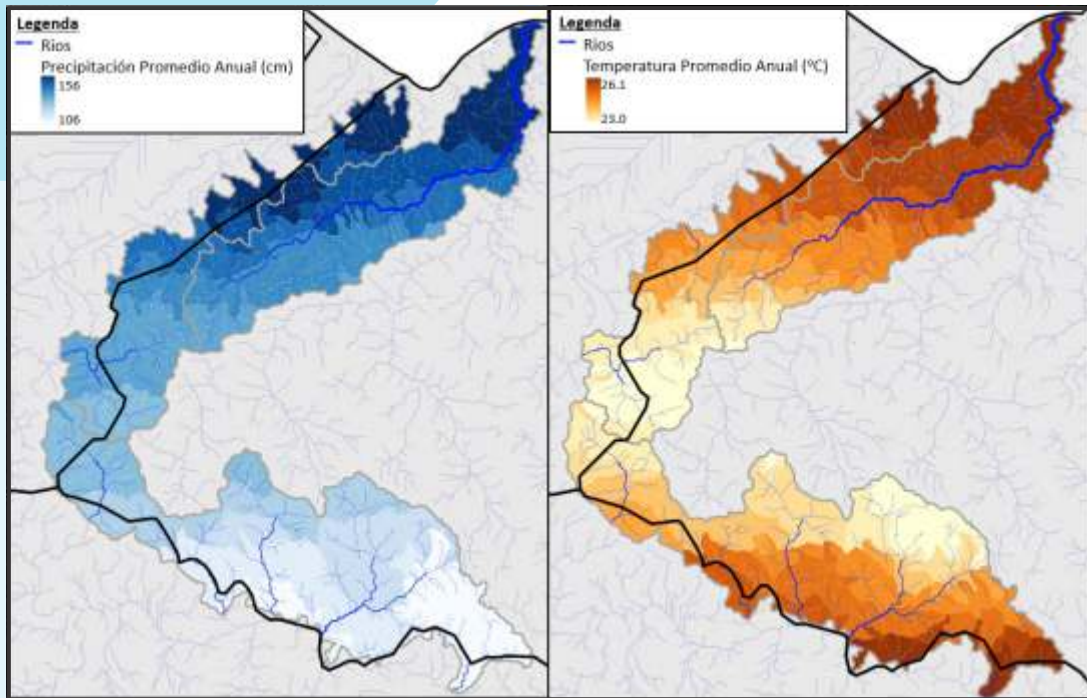 Legenda
Rios
Precipitación Promedio Anual (cm)
156
106
Legenda
Rios
Temperatura Promedio Anual (ºC)
26.1
23.0